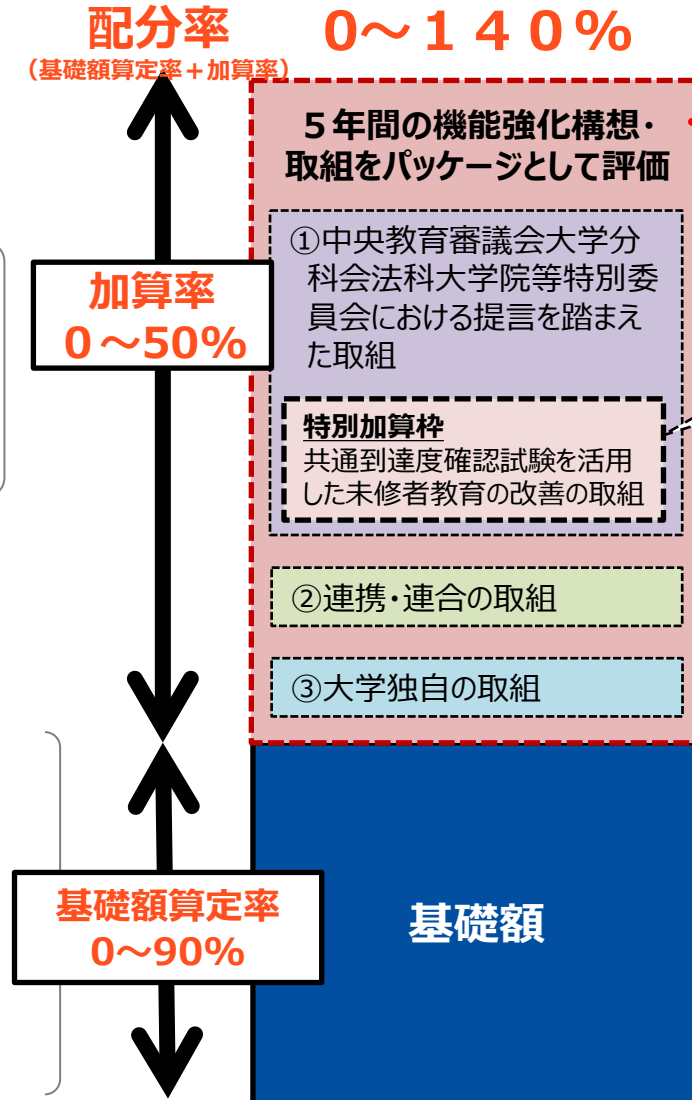 配分率
0～１４０％
（基礎額算定率＋加算率）
５年間の機能強化構想・
取組をパッケージとして評価
①中央教育審議会大学分
科会法科大学院等特別委
員会における提言を踏まえ
た取組
加算率
0～50%
特別加算枠
共通到達度確認試験を活用
した未修者教育の改善の取組
②連携・連合の取組
③大学独自の取組
基礎額算定率
0～90%
基礎額